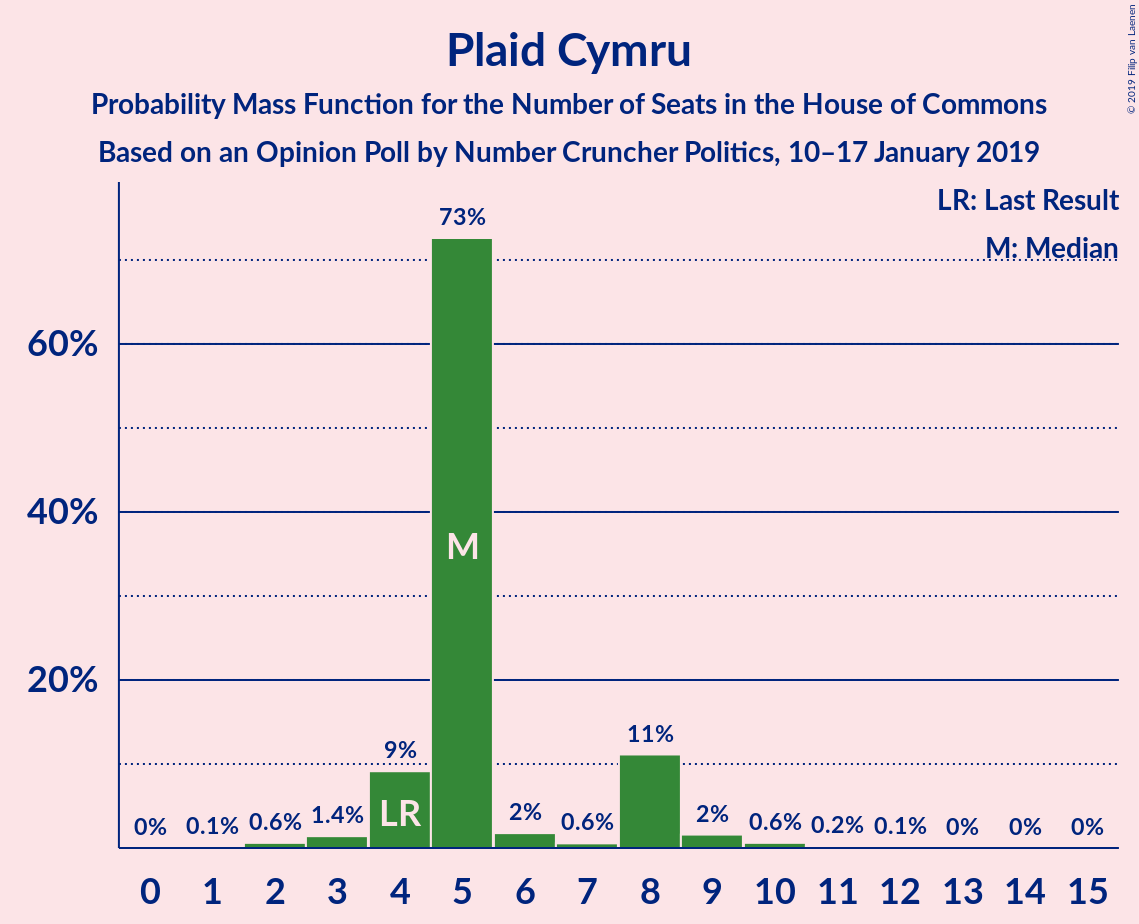 Plaid Cymru
Probability Mass Function for the Number of Seats in the House of Commons
Based on an Opinion Poll by Number Cruncher Politics, 10–17 January 2019
© 2019 Filip van Laenen
LR: Last Result
M: Median
60%
40%
20%
0% 0.1% 0.6% 1.4% 9% 73% 2% 0.6% 11% 2% 0.6% 0.2% 0.1% 0% 0% 0%
LR
M
0 1 2 3 4 5 6 7 8 9 10 11 12 13 14 15